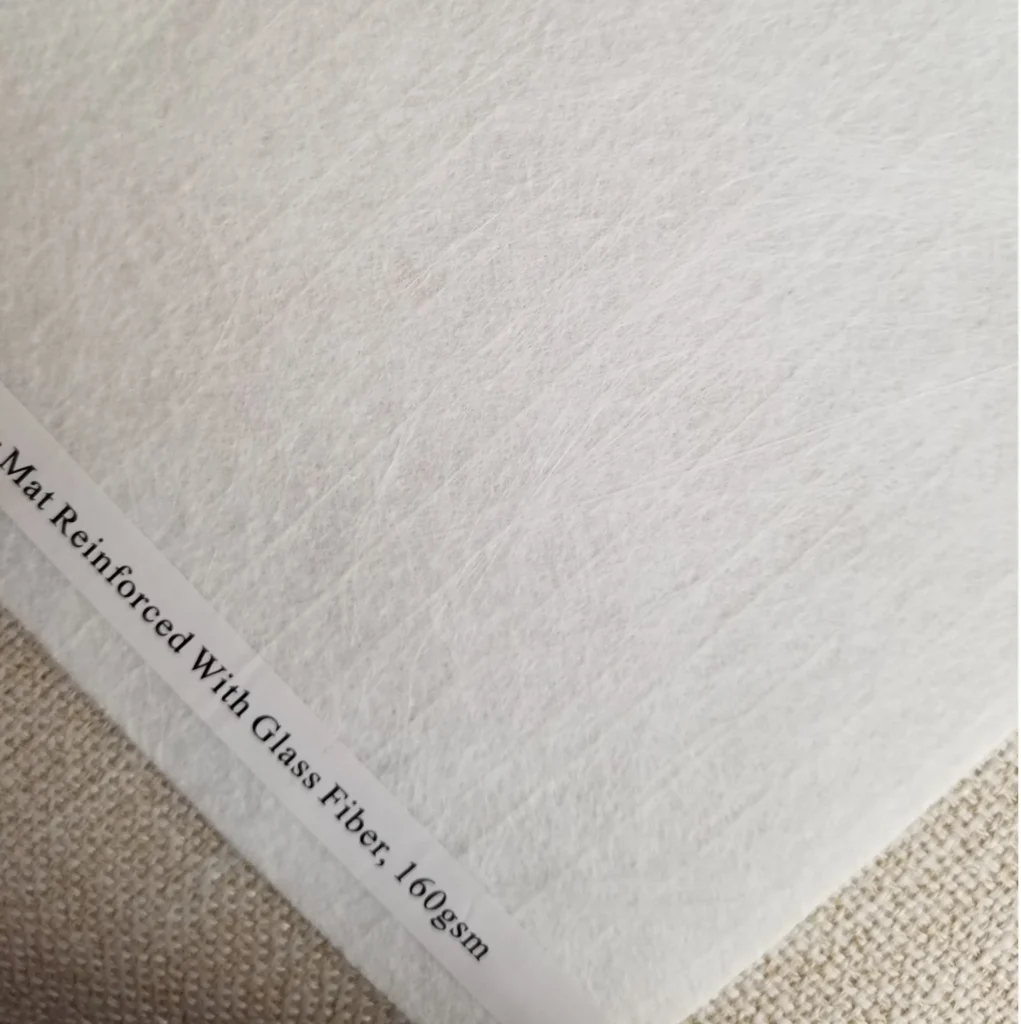 Mat Reinforced With Glass Fiber, 160gsm